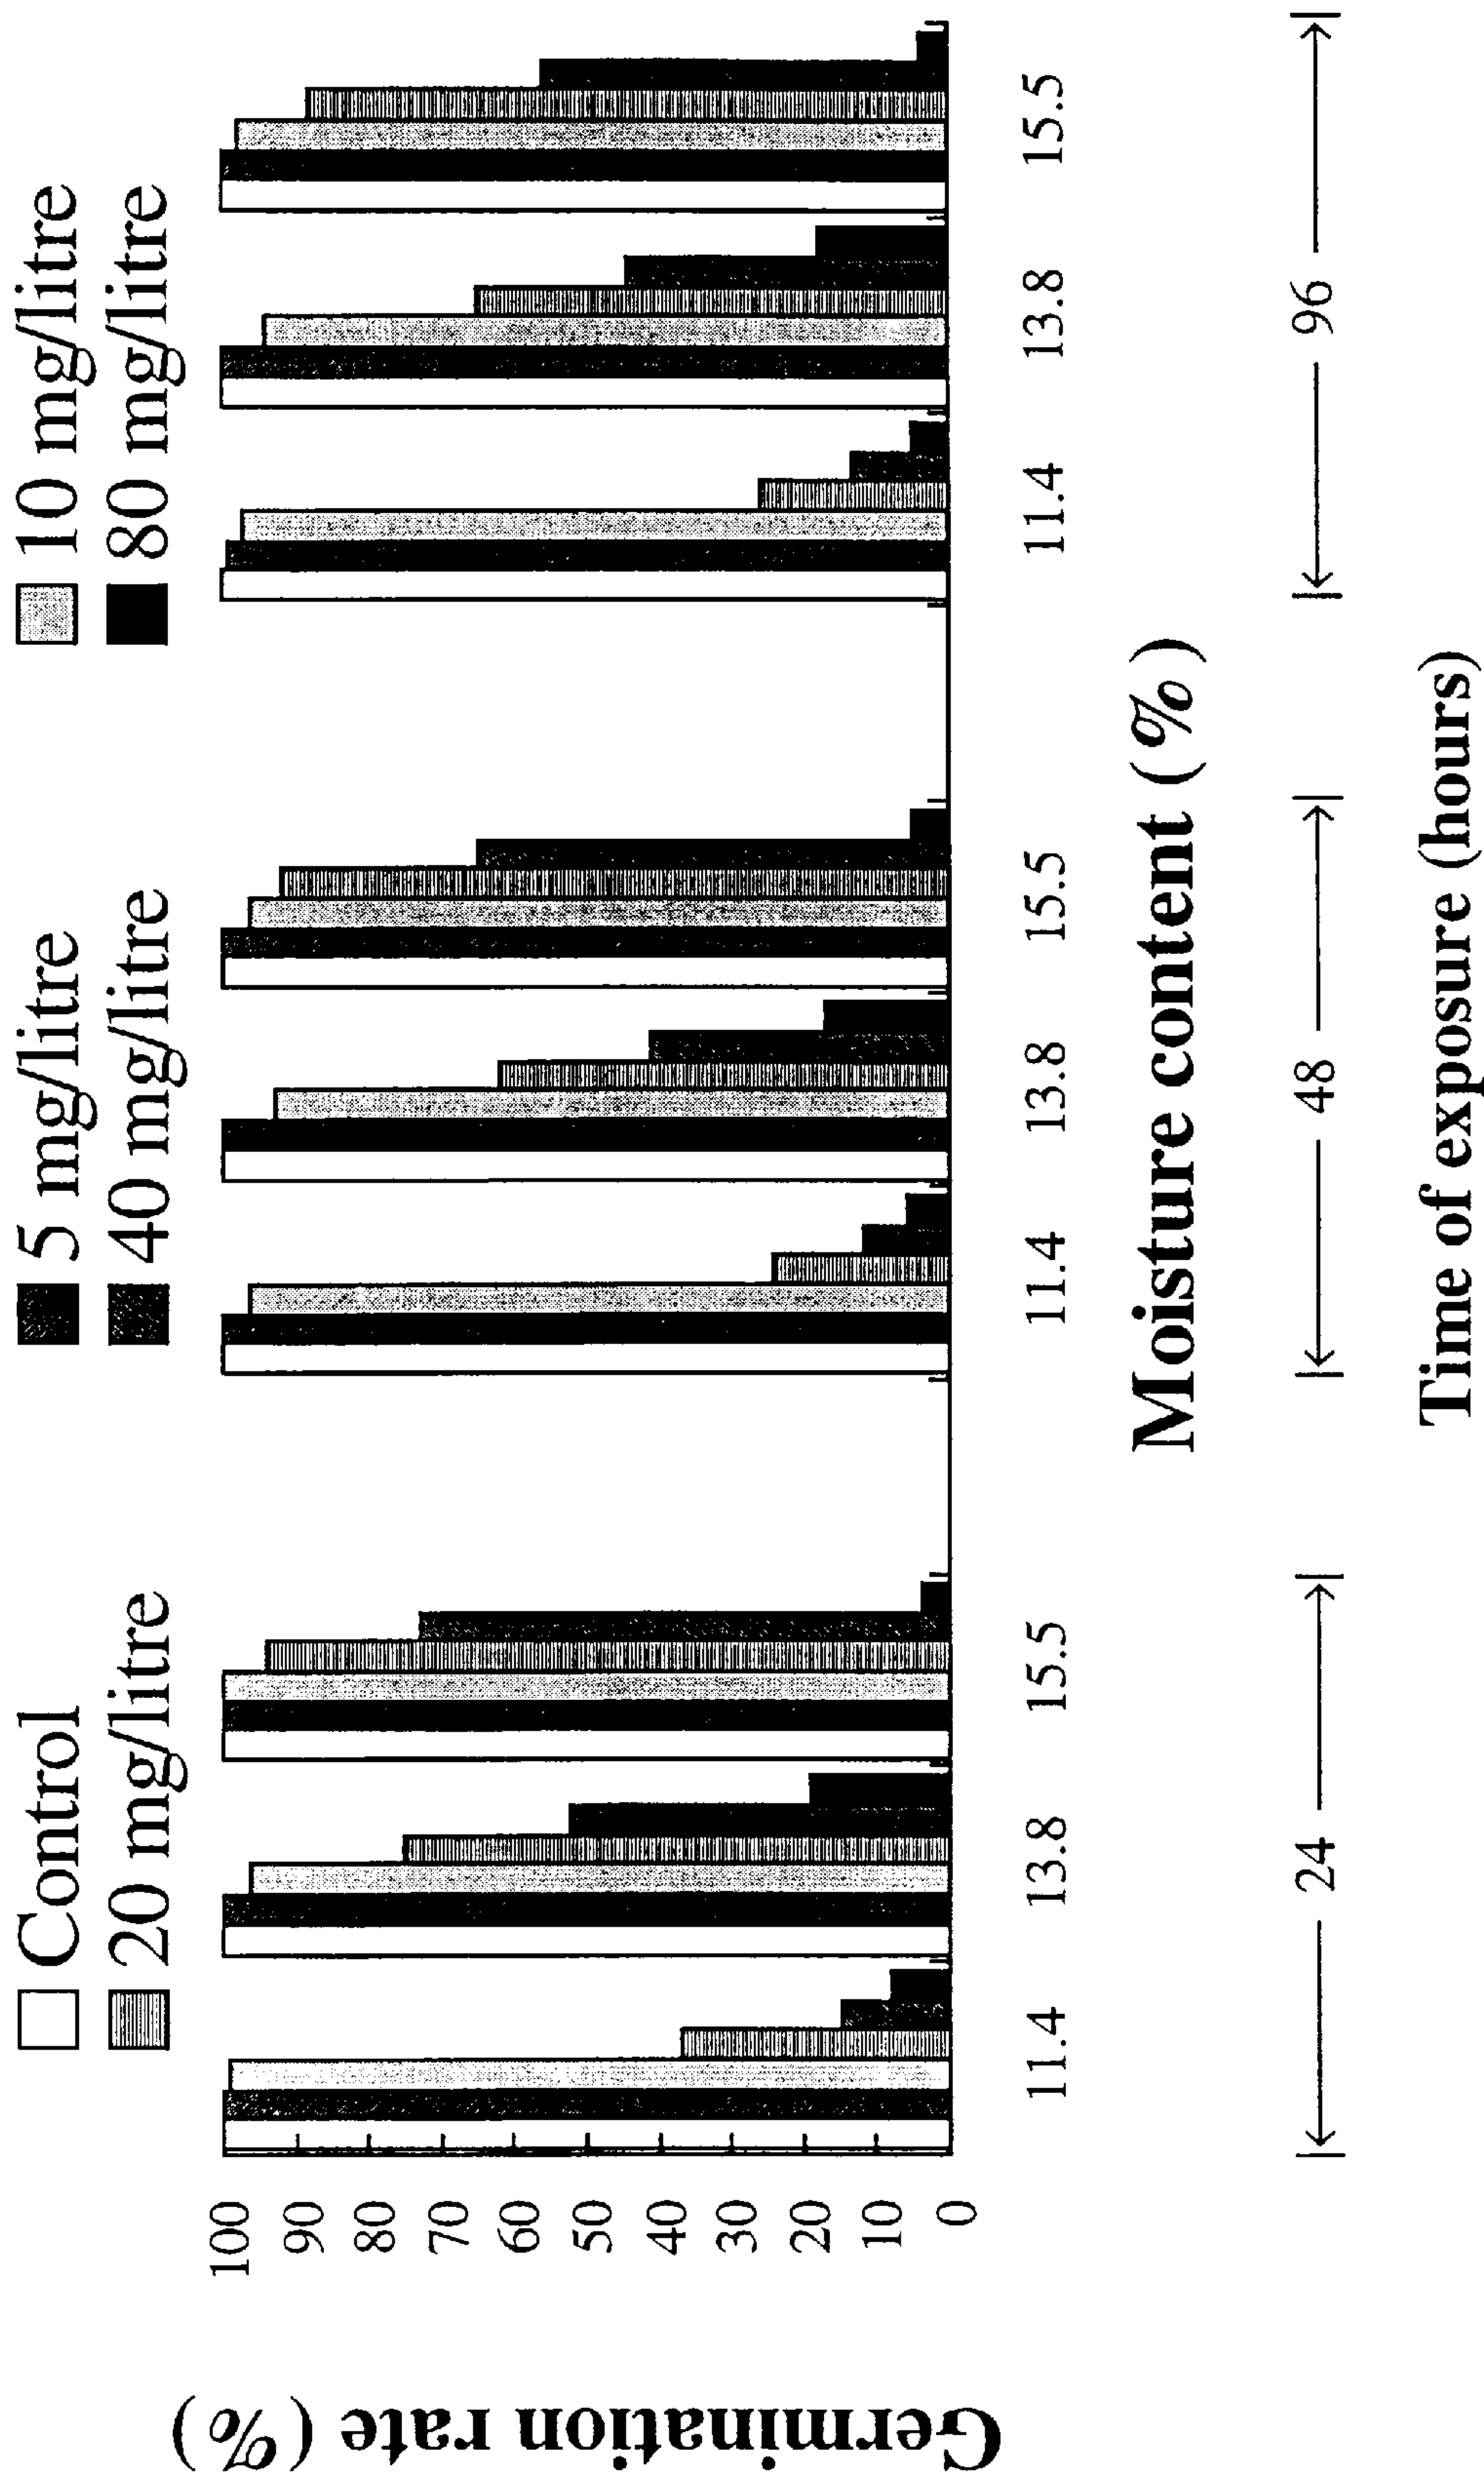 Control 5 mg/litre 10 mg/litre
20 mg/litre 40 mg/litre 80 mg/litre
Germination rate (%)
100
90
80
70
60
50
40
30
20
10
0
11.4 13.8 15.5 11.4 13.8 15.5 11.4 13.8 15.5
Moisture content (%)
24 48 96
Time of exposure (hours)